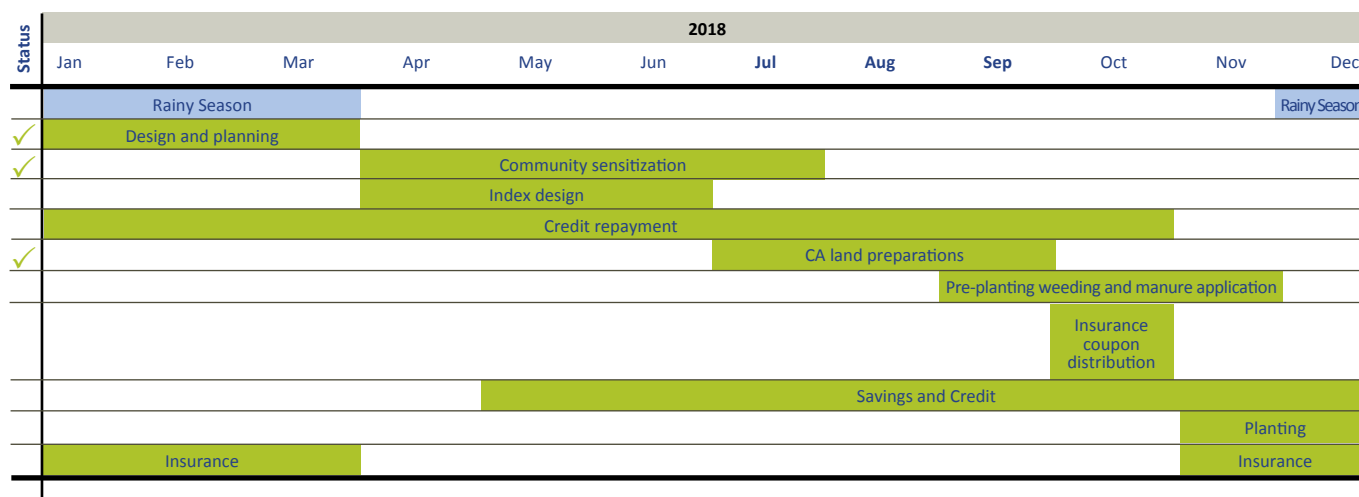 Status
2018
Jan Feb Mar Apr May Jun Jul Aug Sep Oct Nov Dec
Rainy Season Rainy Season
Design and planning
Community sensitization
Index design
Credit repayment
CA land preparations
Pre-planting weeding and manure application
Insurance
coupon
distribution
Savings and Credit
Planting
Insurance Insurance